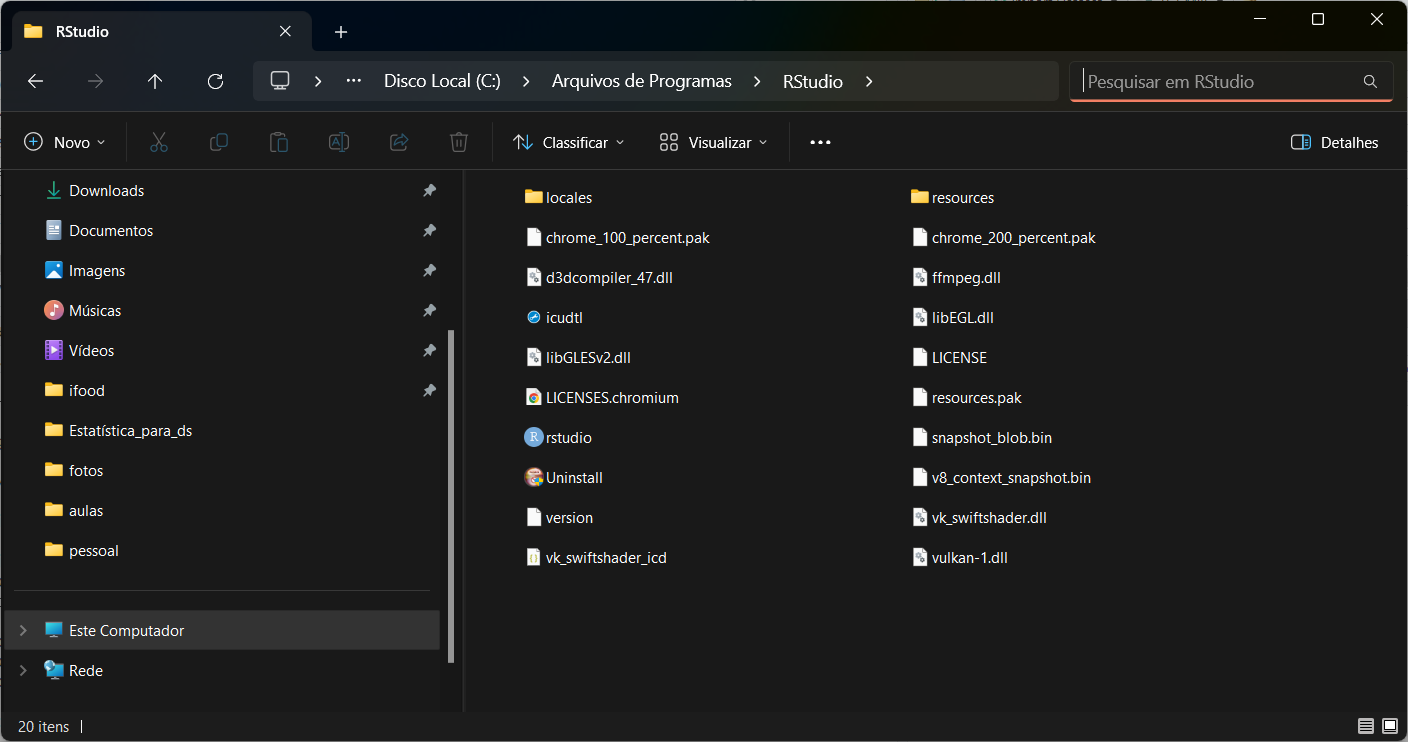 RStudio
Disco Local (C:) Arquivos de Programas RStudio
Pesquisar em RStudio
Novo Classificar Visualizar Detalhes
Downloads
Documentos
Imagens
Músicas
Vídeos
ifood
Estatística_para_ds
fotos
aulas
pessoal
Este Computador
Rede
locales resources
chrome_100_percent.pak chrome_200_percent.pak
d3dcompiler_47.dll ffmpeg.dll
icudtl libEGL.dll
libGLESv2.dll LICENSE
LICENSES.chromium resources.pak
rstudio snapshot_blob.bin
Uninstall v8_context_snapshot.bin
version vk_swiftshader.dll
vk_swiftshader_icd vulkan-1.dll
20 itens